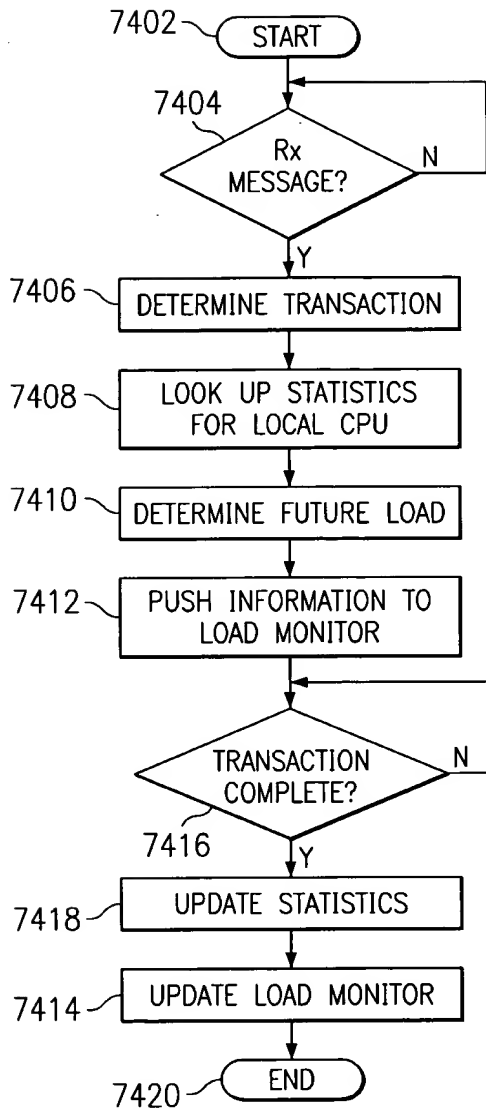 7402
START
7404
Rx
MESSAGE?
N
Y
7406
DETERMINE TRANSACTION
7408
LOOK UP STATISTICS
FOR LOCAL CPU
7410
DETERMINE FUTURE LOAD
7412
PUSH INFORMATION TO
LOAD MONITOR
TRANSACTION
COMPLETE?
N
7416
Y
7418
UPDATE STATISTICS
7414
UPDATE LOAD MONITOR
7420
END